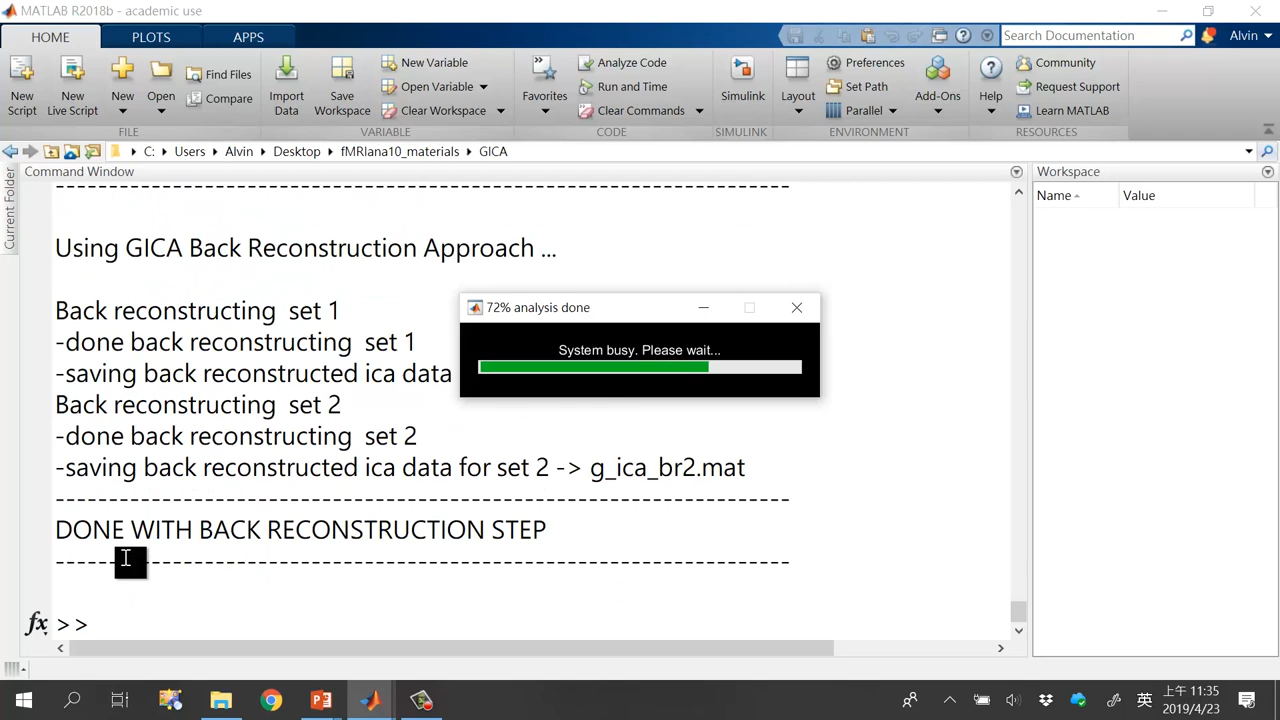 MATLAB R2018b - academic use
HOME PLOTS APPS
Search Documentation
Alvin
New Script
New Live Script
New
Open
Find Files
Compare
FILE
Import Data
Save Workspace
New Variable
Open Variable
Clear Workspace
VARIABLE
Favorites
Analyze Code
Run and Time
Clear Commands
CODE
Simulink
SIMULINK
Layout
Preferences
Set Path
Parallel
Add-Ons
ENVIRONMENT
Help
Community
Request Support
Learn MATLAB
RESOURCES
C: Users Alvin Desktop fMRIana10_materials GICA
Current Folder
Command Window
Workspace
Name Value
Using GICA Back Reconstruction Approach ...
Back reconstructing set 1
-done back reconstructing set 1
-saving back reconstructed ica data
Back reconstructing set 2
-done back reconstructing set 2
-saving back reconstructed ica data for set 2 -> g_ica_br2.mat
DONE WITH BACK RECONSTRUCTION STEP
fx >>
72% analysis done
System busy. Please wait...
英
上午 11:35
2019/4/23